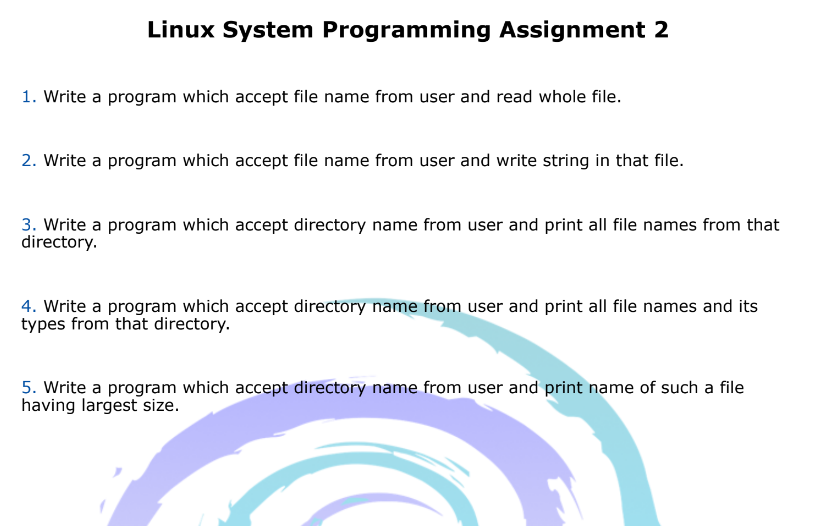 Linux System Programming Assignment 2
1. Write a program which accept file name from user and read whole file.
2. Write a program which accept file name from user and write string in that file.
3. Write a program which accept directory name from user and print all file names from that
directory.
4. Write a program which accept directory name from user and print all file names and its
types from that directory.
5. Write a program which accept directory name from user and print name of such a file
having largest size.